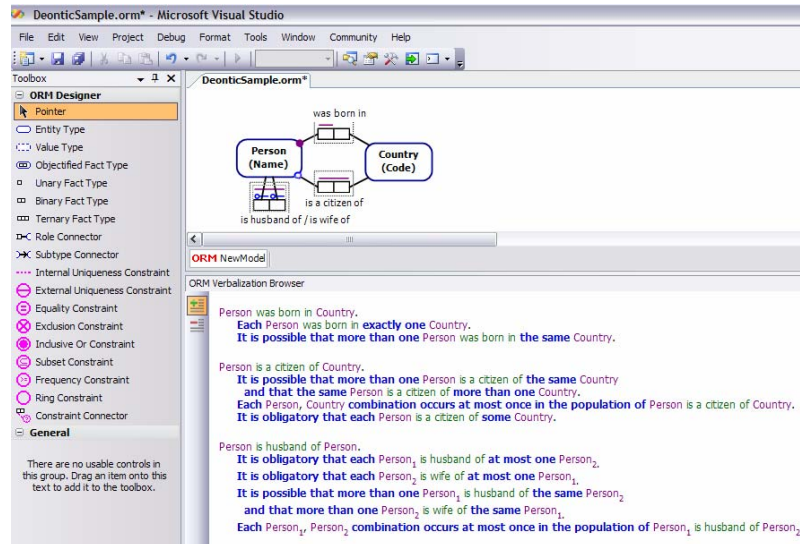 DeonticSample.orm* - Microsoft Visual Studio
File Edit View Project Debug Format Tools Window Community Help
Toolbox
ORM Designer
Pointer
Entity Type
Value Type
Objectified Fact Type
Unary Fact Type
Binary Fact Type
Ternary Fact Type
Role Connector
Subtype Connector
Internal Uniqueness Constraint
External Uniqueness Constraint
Equality Constraint
Exclusion Constraint
Inclusive Or Constraint
Subset Constraint
Frequency Constraint
Ring Constraint
Constraint Connector
General
There are no usable controls in
this group. Drag an item onto this
text to add it to the toolbox.
DeonticSample.orm*
was born in
Person
(Name)
Country
(Code)
is a citizen of
is husband of / is wife of
ORM NewModel
ORM Verbalization Browser
Person was born in Country.
Each Person was born in exactly one Country.
It is possible that more than one Person was born in the same Country.
Person is a citizen of Country.
It is possible that more than one Person is a citizen of the same Country
and that the same Person is a citizen of more than one Country.
Each Person, Country combination occurs at most once in the population of Person is a citizen of Country.
It is obligatory that each Person is a citizen of some Country.
Person is husband of Person.
It is obligatory that each Person1 is husband of at most one Person2.
It is obligatory that each Person2 is wife of at most one Person1.
It is possible that more than one Person1 is husband of the same Person2
and that more than one Person2 is wife of the same Person1.
Each Person1, Person2 combination occurs at most once in the population of Person1 is husband of Person2